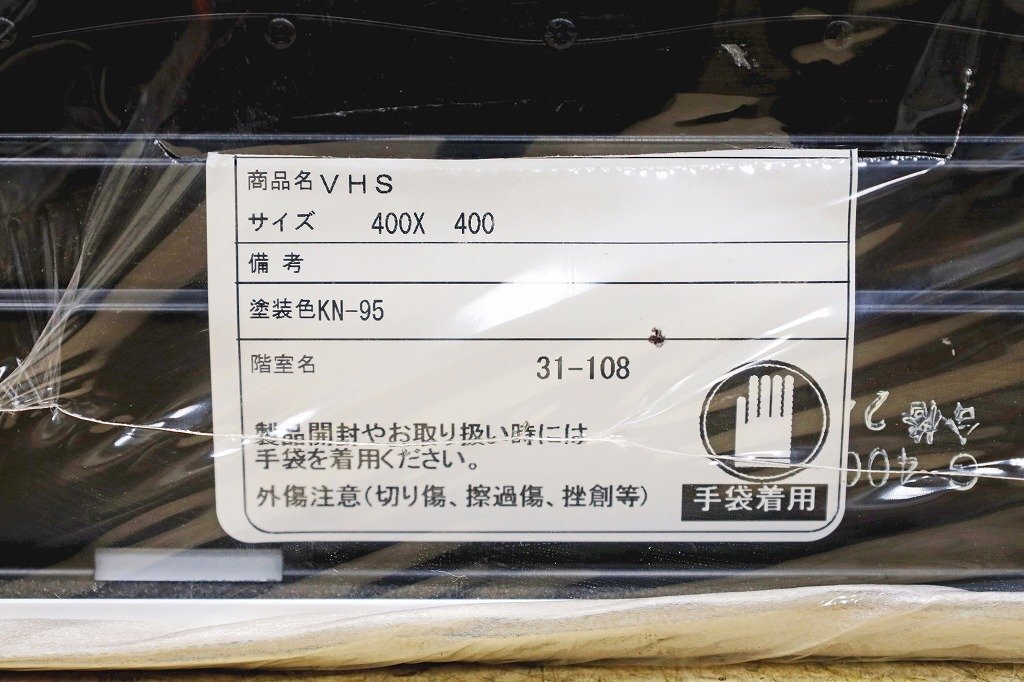 商品名 VHS
サイズ 400X 400
備考
塗装色KN-95
階室名 31-108
製品開封やお取り扱い時には
手袋を着用ください。
外傷注意(切り傷、擦過傷、挫創等)
手袋着用